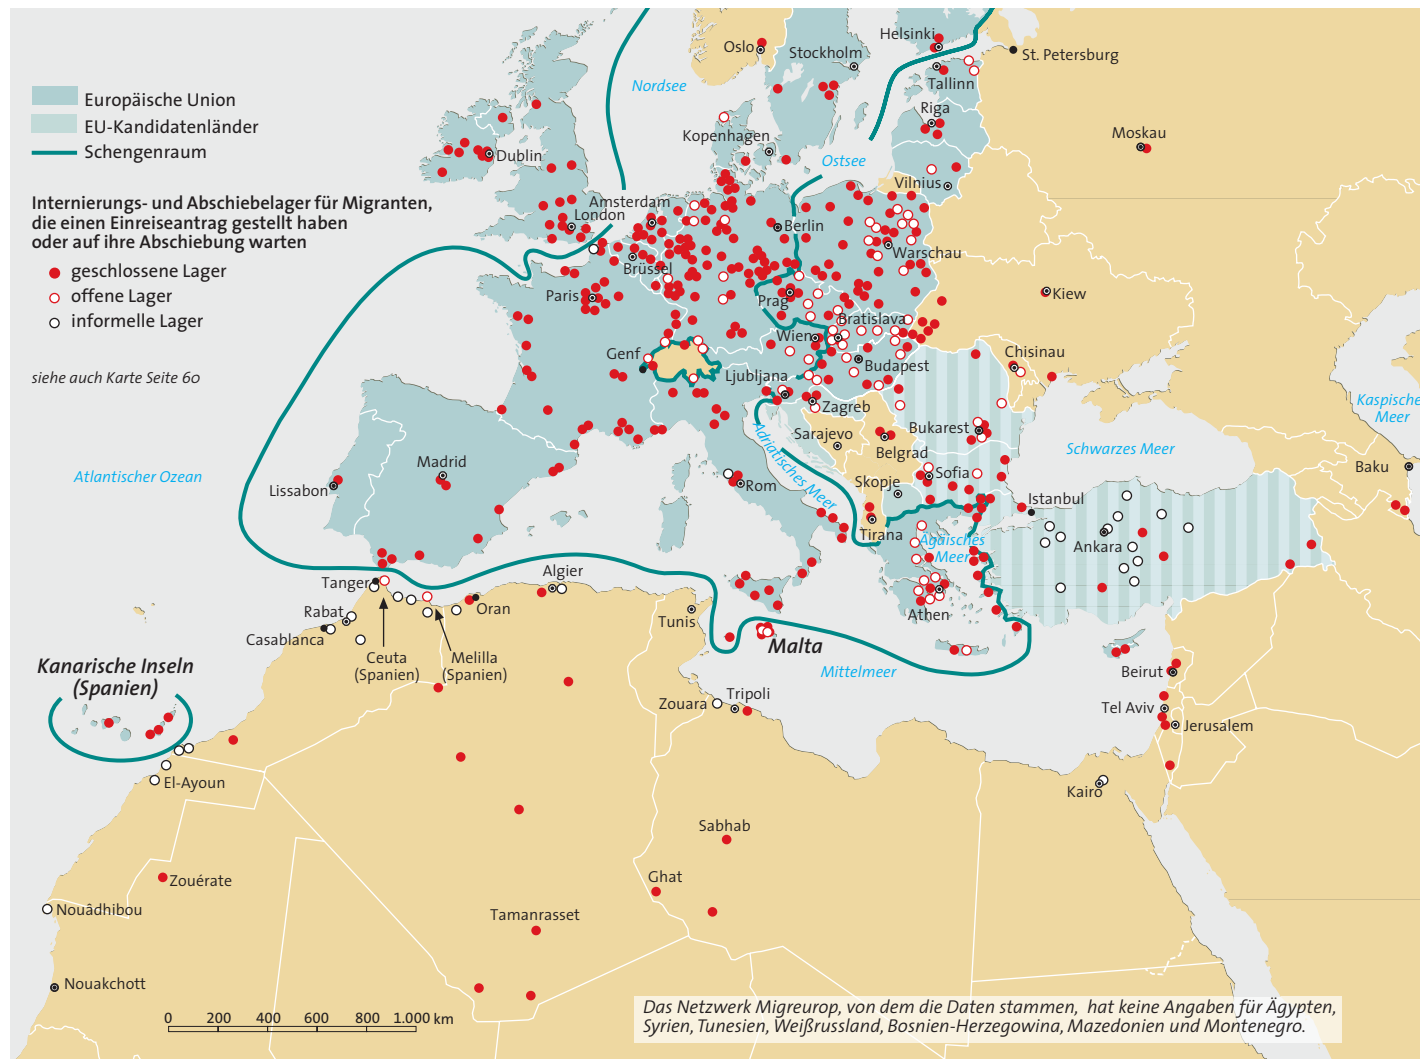 Europäische Union
EU-Kandidatenländer
Schengenraum
Internierungs- und Abschiebelager für Migranten,
die einen Einreiseantrag gestellt haben
oder auf ihre Abschiebung warten
geschlossene Lager
offene Lager
informelle Lager
siehe auch Karte Seite 60
Oslo
Stockholm
Helsinki
St. Petersburg
Tallinn
Nordsee
Riga
Kopenhagen
Moskau
Dublin
Ostsee
Vilnius
Amsterdam
London
Berlin
Warschau
Brüssel
Paris
Prag
Kiew
Bratislava
Wien
Genf
Chisinau
Budapest
Ljubljana
Zagreb
Kaspisches
Meer
Sarajevo
Bukarest
Adriatisches Meer
Belgrad
Schwarzes Meer
Madrid
Baku
Atlantischer Ozean
Sofia
Lissabon
Rom
Skopje
Istanbul
Tirana
Ägäisches
Meer
Ankara
Tanger
Algier
Rabat
Oran
Athen
Tunis
Casablanca
Malta
Ceuta
(Spanien)
Melilla
(Spanien)
Kanarische Inseln
(Spanien)
Mittelmeer
Beirut
Zouara
Tripoli
Tel Aviv
Jerusalem
El-Ayoun
Kairo
Sabhab
Zouérate
Ghat
Nouâdhibou
Tamanrasset
Nouakchott
0 200 400 600 800 1.000 km
Das Netzwerk Migreurop, von dem die Daten stammen, hat keine Angaben für Ägypten,
Syrien, Tunesien, Weißrussland, Bosnien-Herzegowina, Mazedonien und Montenegro.